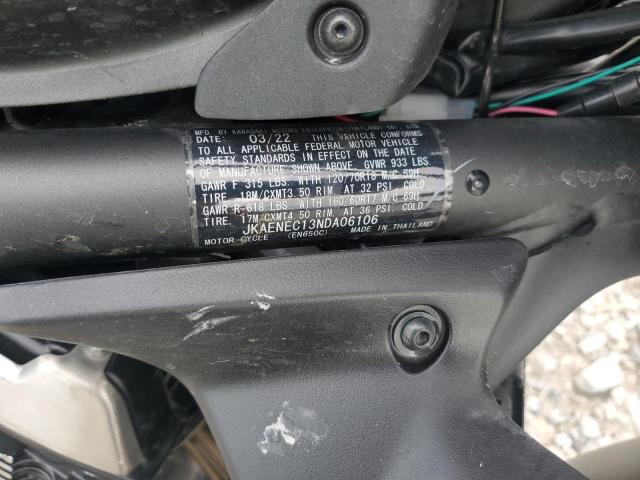 MFD. BY KAWASAKI MOTORS ENTERPRISE (THAILAND) CO., LTD
DATE: 03/22 THIS VEHICLE CONFORMS
TO ALL APPLICABLE FEDERAL MOTOR VEHICLE
SAFETY STANDARDS IN EFFECT ON THE DATE
OF MANUFACTURE SHOWN ABOVE. GVWR 933 LBS.
GAWR F 315 LBS. WITH 120/70R18 M/C 59H
TIRE 18M/CXMT3.50 RIM, AT 32 PSI. COLD
GAWR R-618 LBS WITH 160/60R17 M/C 69H
TIRE 17M/CXMT4.50 RIM, AT 36 PSI. COLD
JKAENEC13NDA06106
MOTOR CYCLE (EN650C) MADE IN THAILAND